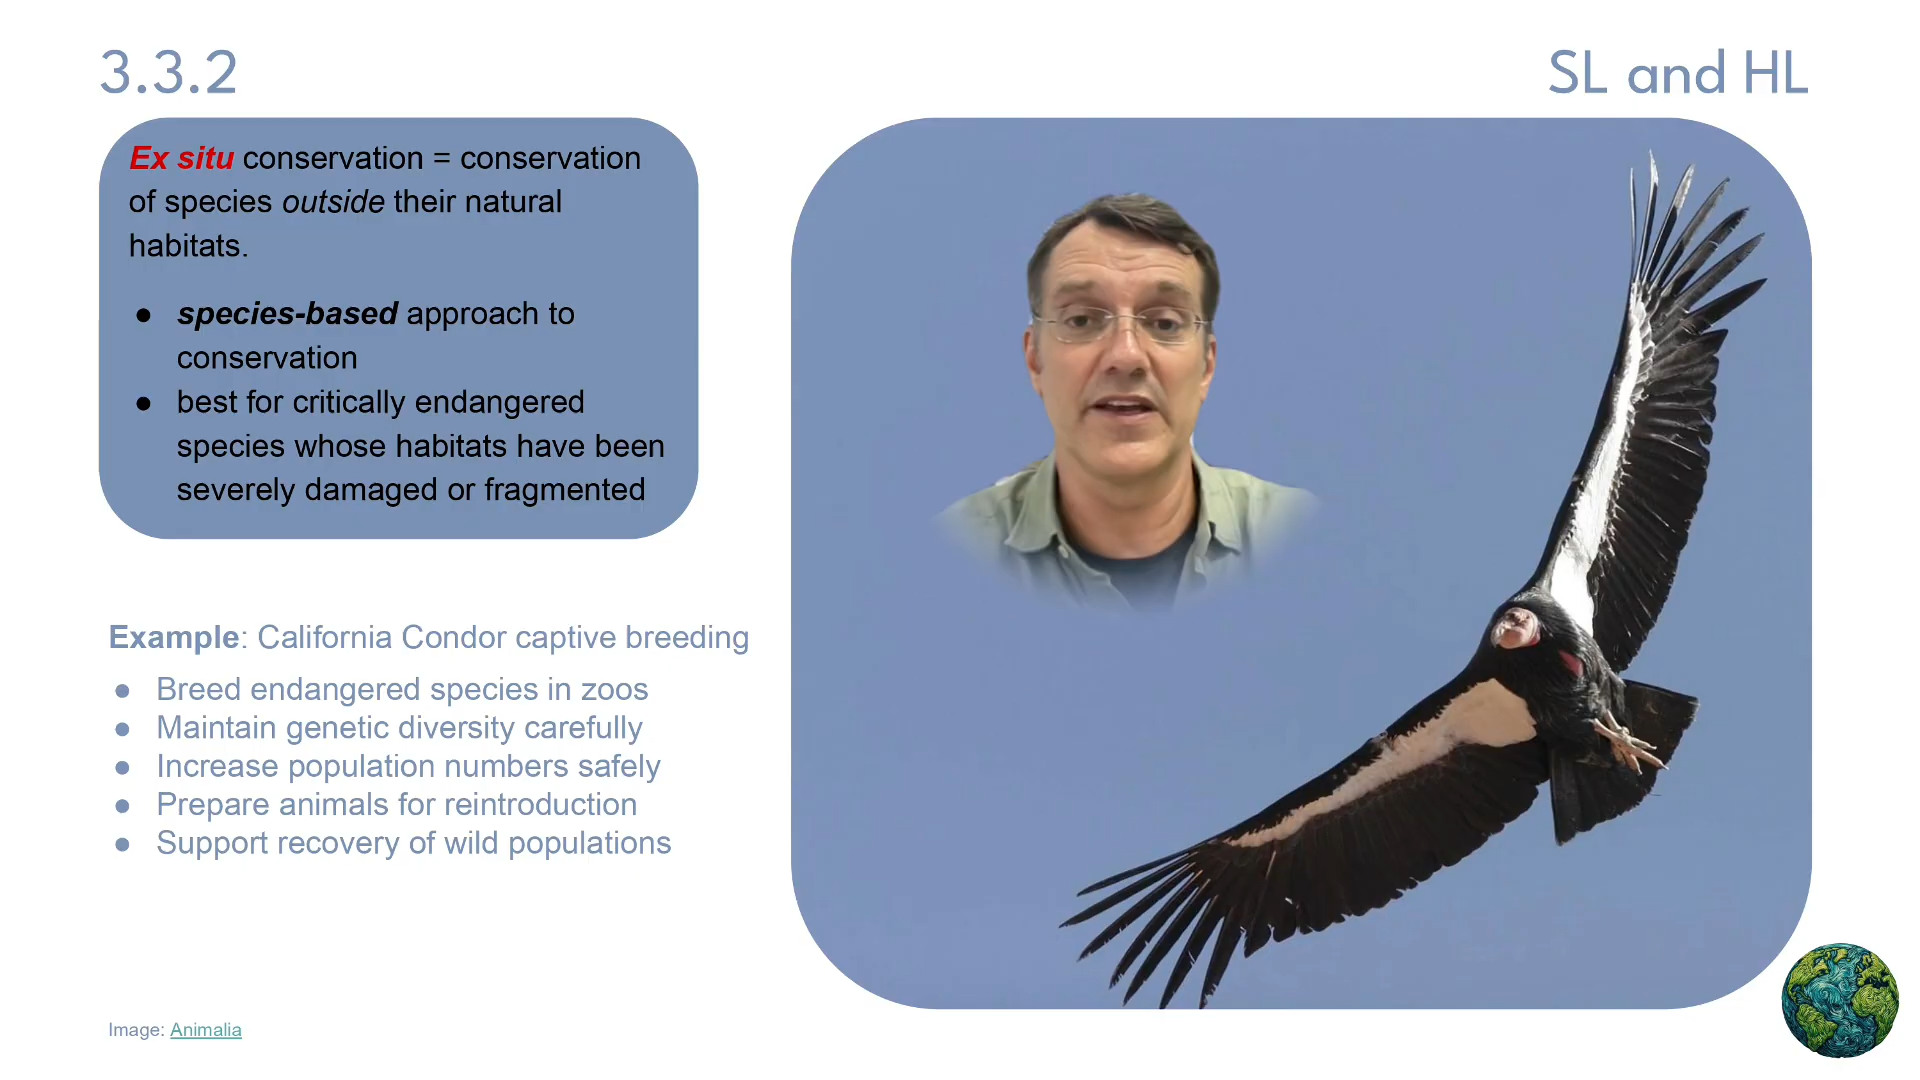 3.3.2
SL and HL
Ex situ conservation = conservation
of species outside their natural
habitats.
● species-based approach to
conservation
● best for critically endangered
species whose habitats have been
severely damaged or fragmented
Example: California Condor captive breeding
● Breed endangered species in zoos
● Maintain genetic diversity carefully
● Increase population numbers safely
● Prepare animals for reintroduction
● Support recovery of wild populations
Image: Animalia